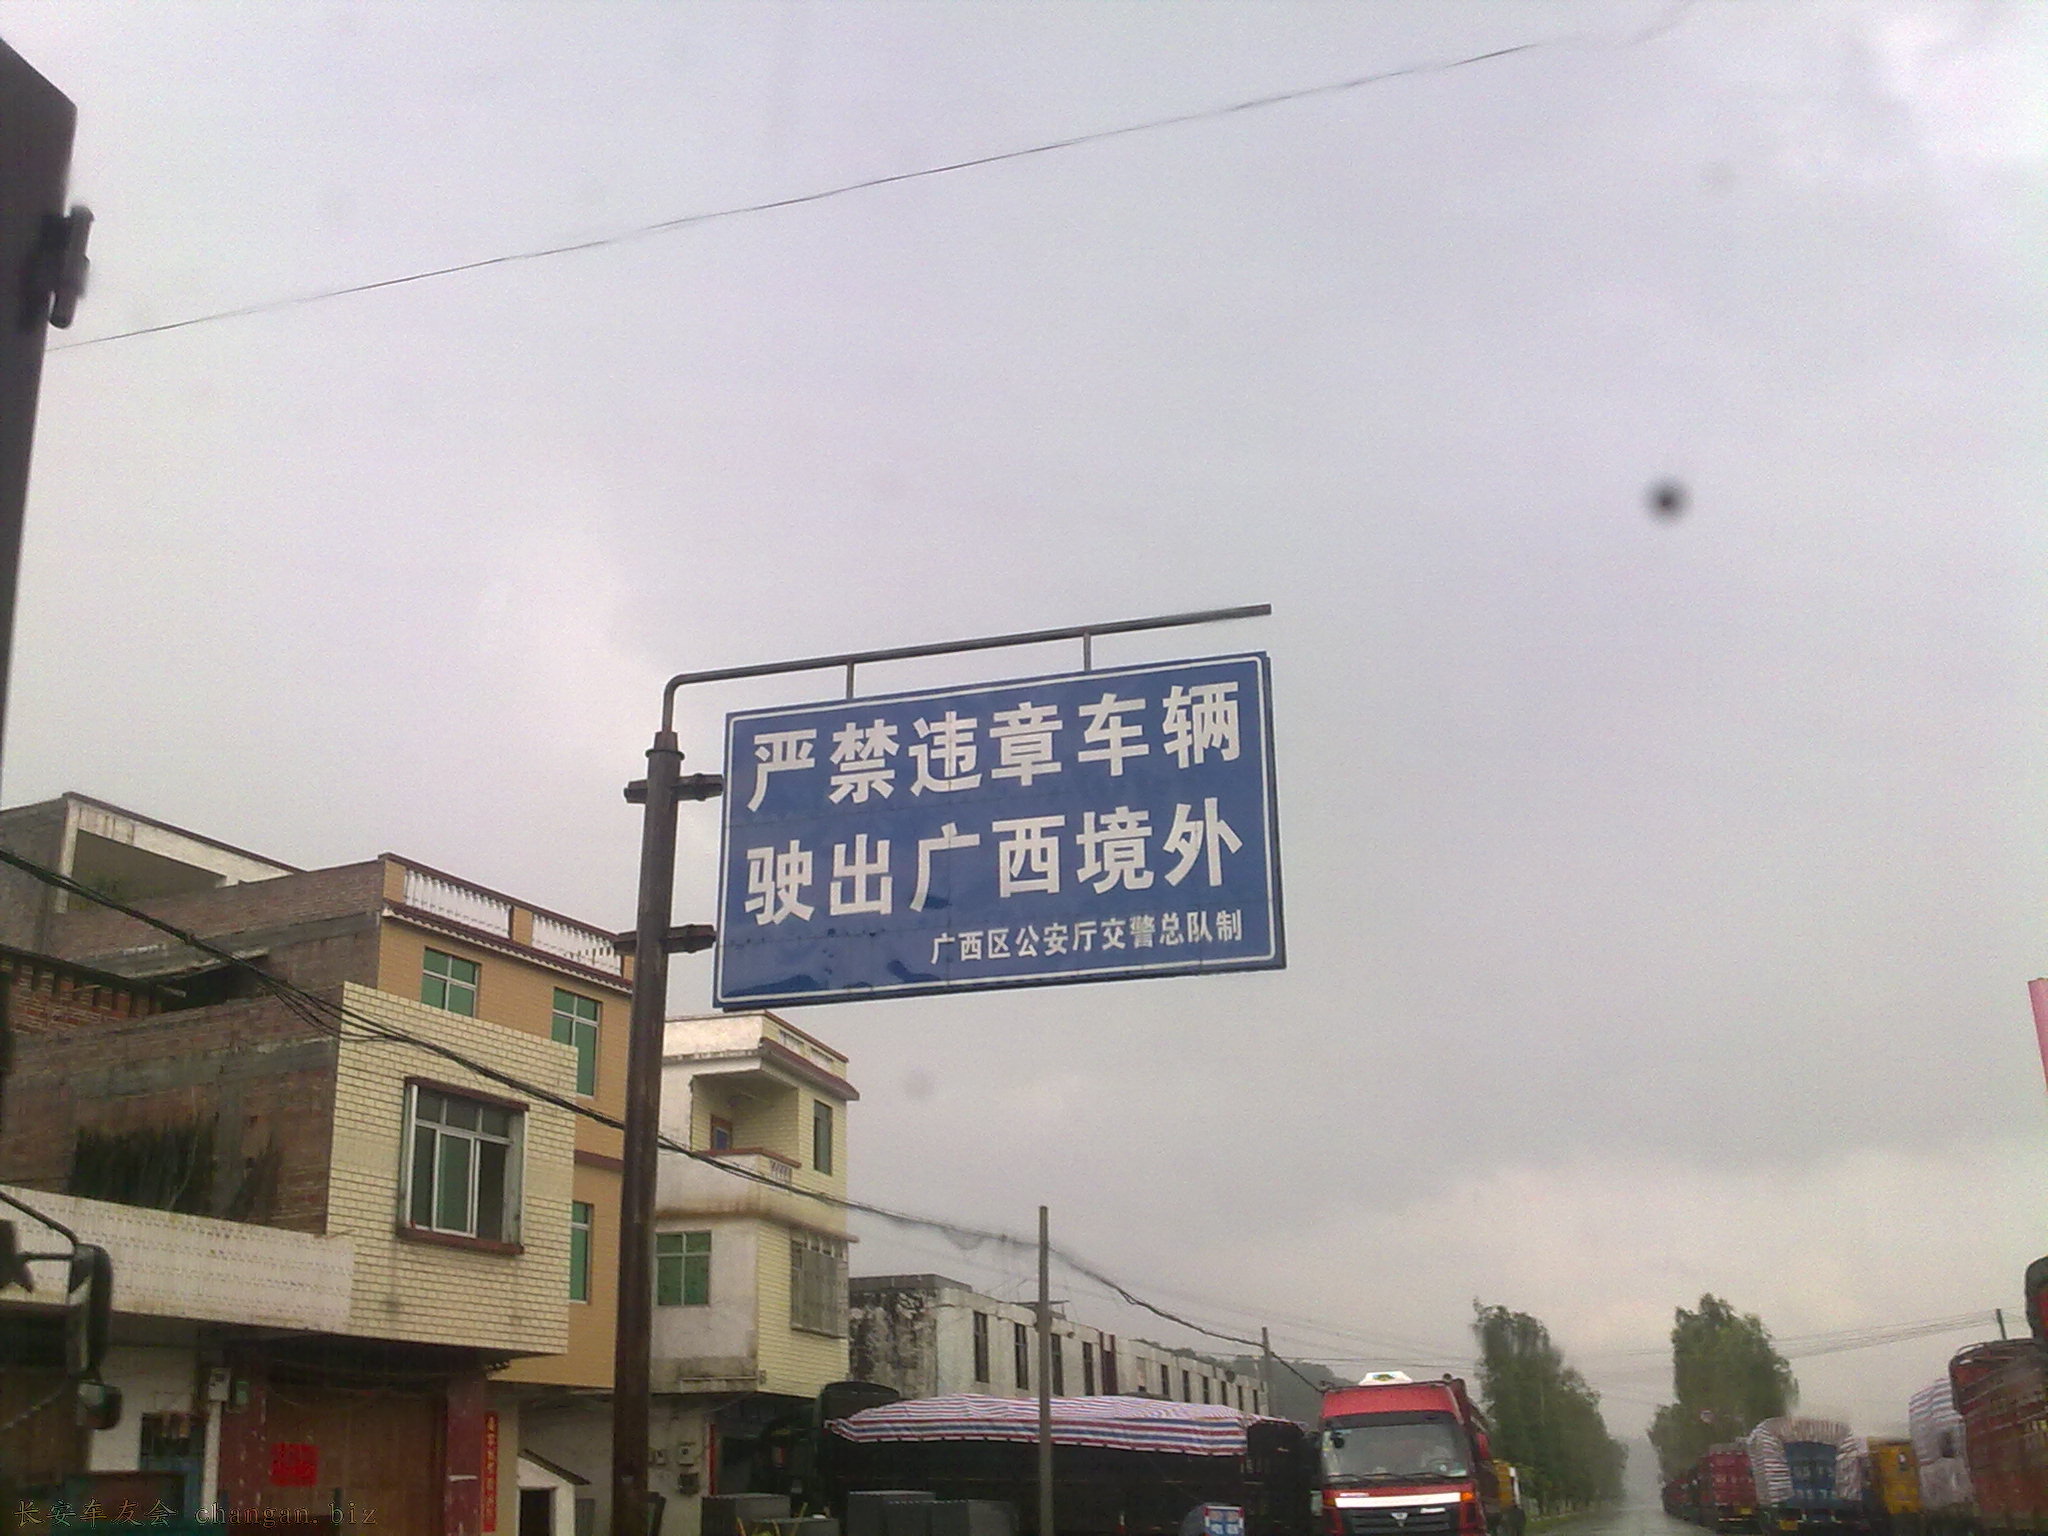 严禁违章车辆
驶出广西境外
广西区公安厅交警总队制
长安车友会 changan.biz